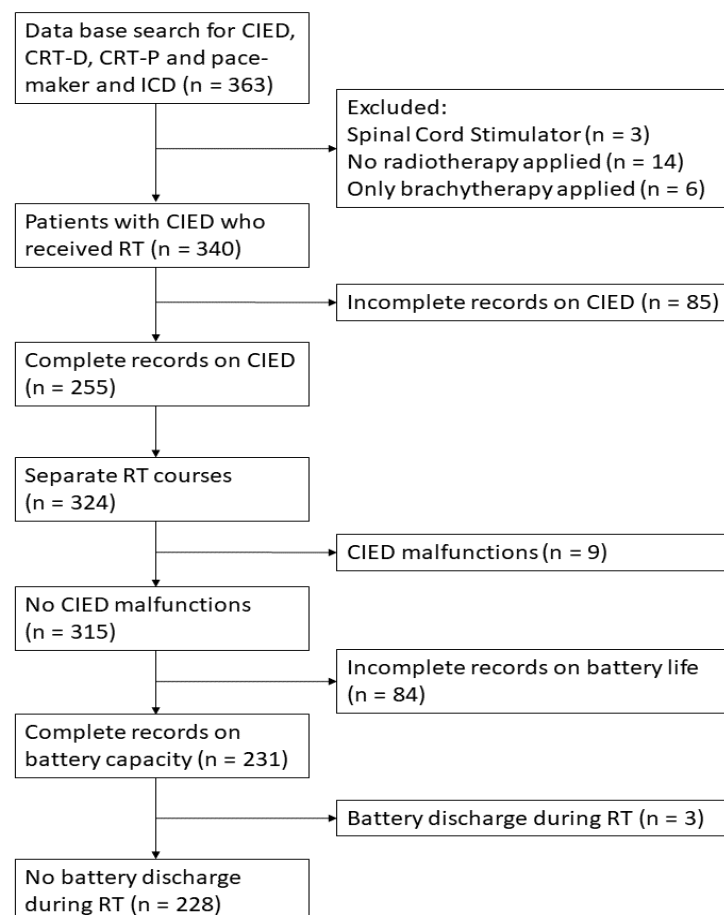 Data base search for CIED,
CRT-D, CRT-P and pace-
maker and ICD (n = 363)
Excluded:
Spinal Cord Stimulator (n = 3)
No radiotherapy applied (n = 14)
Only brachytherapy applied (n = 6)
Patients with CIED who
received RT (n = 340)
Incomplete records on CIED (n = 85)
Complete records on CIED
(n = 255)
Separate RT courses
(n = 324)
CIED malfunctions (n = 9)
No CIED malfunctions
(n = 315)
Incomplete records on battery life
(n = 84)
Complete records on
battery capacity (n = 231)
Battery discharge during RT (n = 3)
No battery discharge
during RT (n = 228)